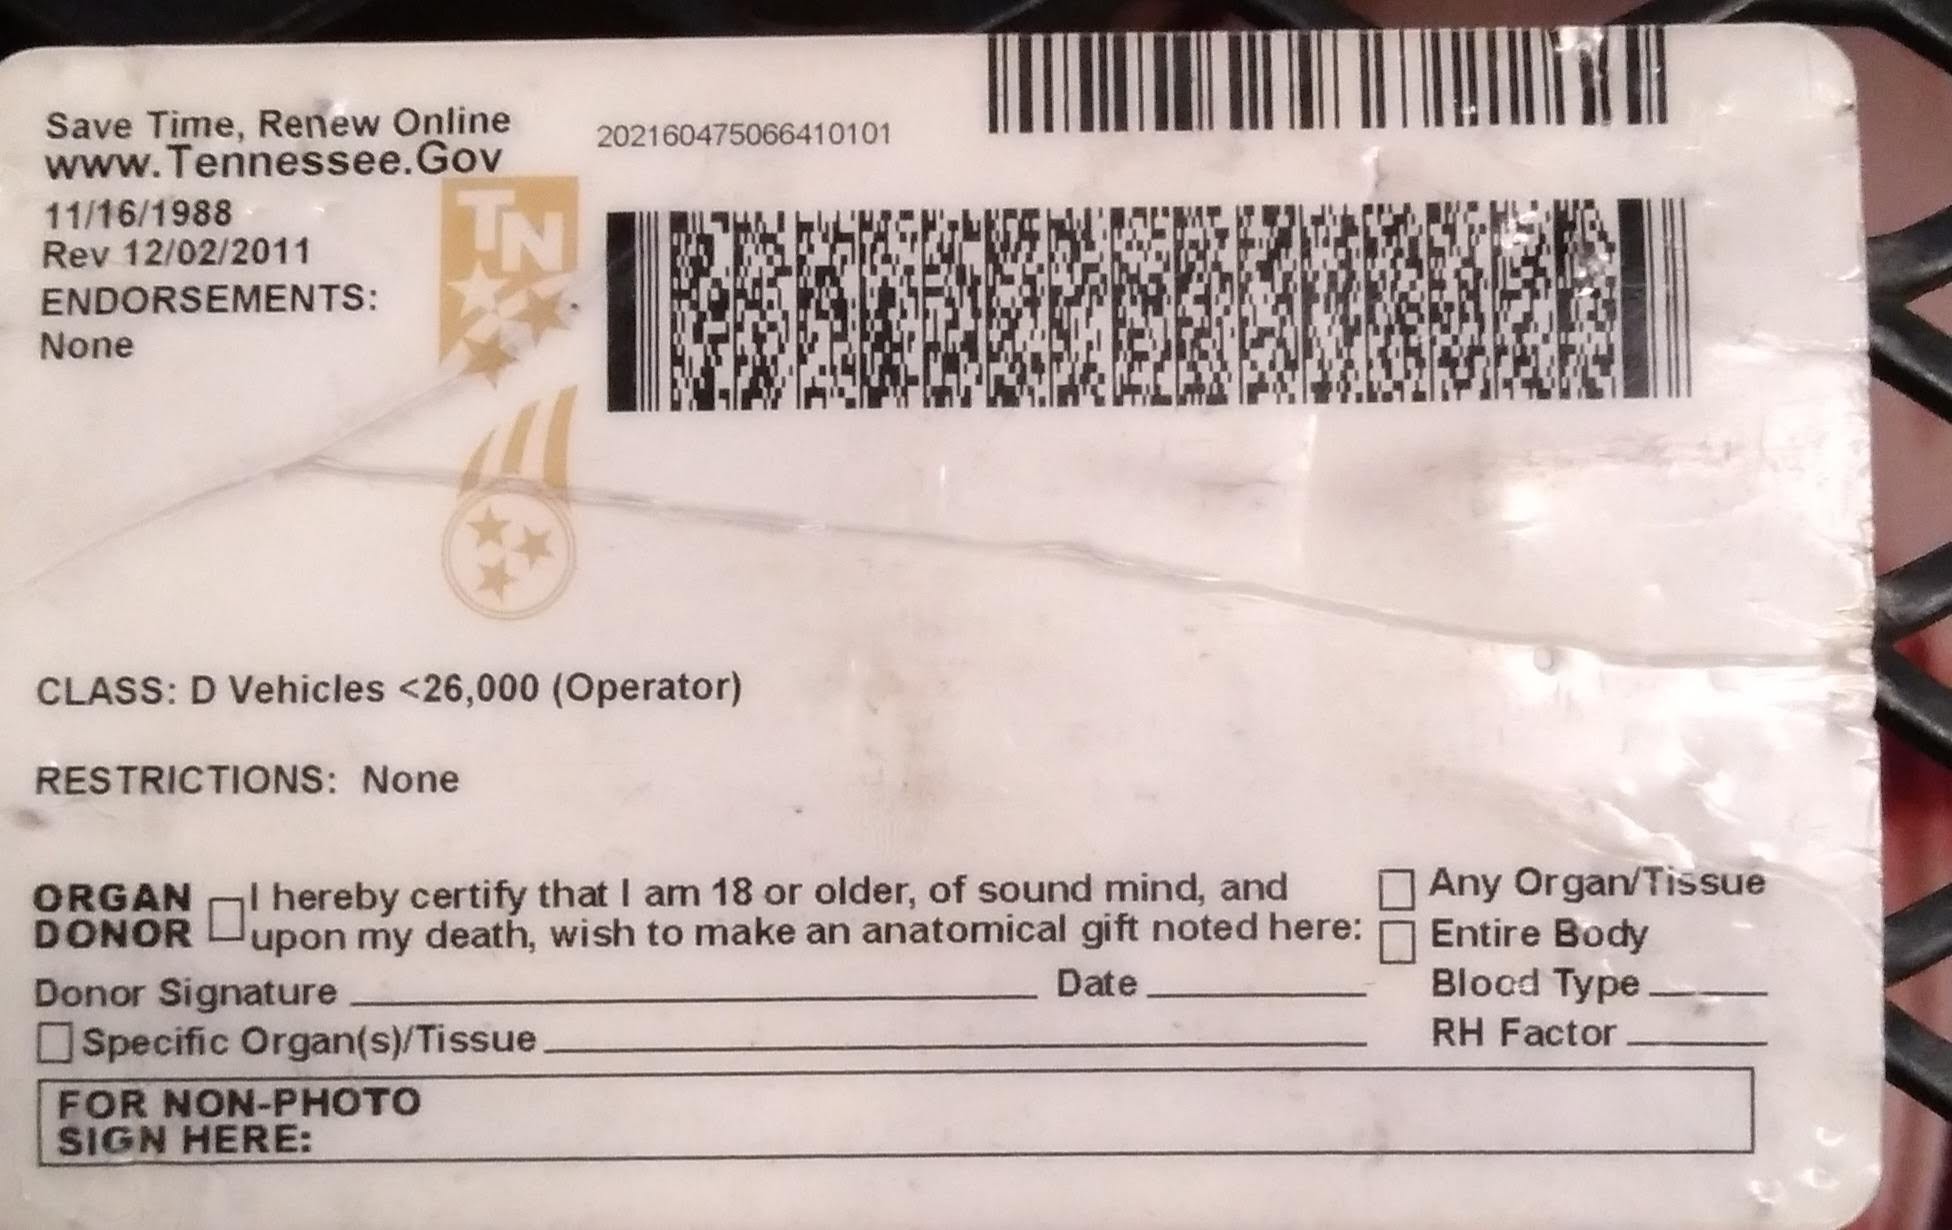 Save Time, Renew Online
www.Tennessee.Gov
202160475066410101
11/16/1988
Rev 12/02/2011
ENDORSEMENTS:
None
TN
CLASS: D Vehicles <26,000 (Operator)
RESTRICTIONS: None
ORGAN DONOR
I hereby certify that I am 18 or older, of sound mind, and
upon my death, wish to make an anatomical gift noted here:
Any Organ/Tissue
Entire Body
Donor Signature Date Blood Type
Specific Organ(s)/Tissue RH Factor
FOR NON-PHOTO
SIGN HERE: